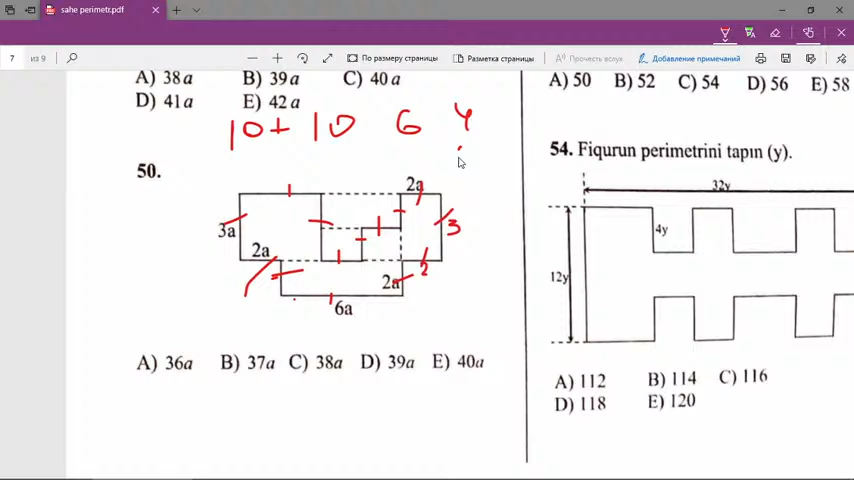 sahe perimetr.pdf
7 из 9
По размеру страницы
Разметка страницы
Прочесть вслух
Добавление примечаний
A) 38a B) 39a C) 40a
D) 41a E) 42a
10+ 10 6 4
50.
2a
3a
3
2a
2
2a
6a
A) 36a B) 37a C) 38a D) 39a E) 40a
A) 50 B) 52 C) 54 D) 56 E) 58
54. Fiqurun perimetrini tapın (y).
32y
4y
12y
A) 112 B) 114 C) 116
D) 118 E) 120